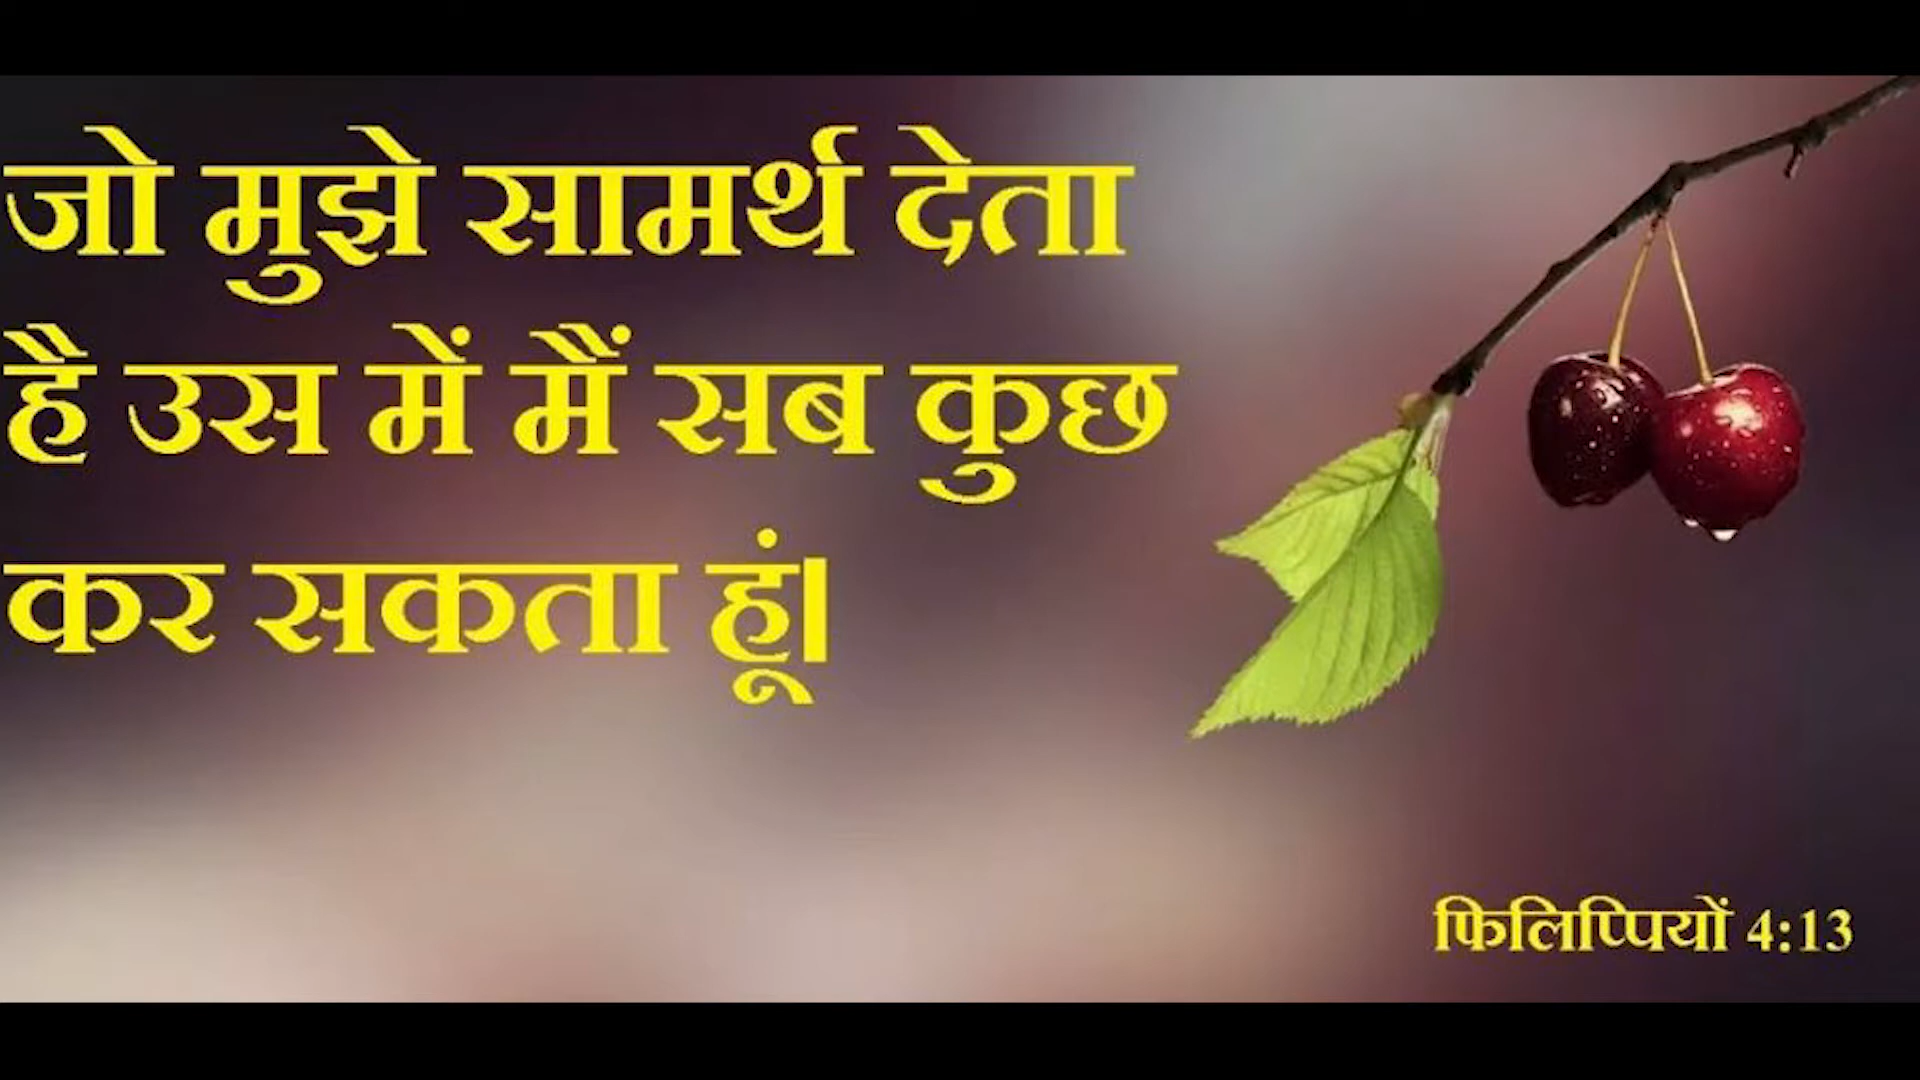 जो मुझे सामर्थ देता
है उस में मैं सब कुछ
कर सकता हूं।
फिलिप्पियों 4:13